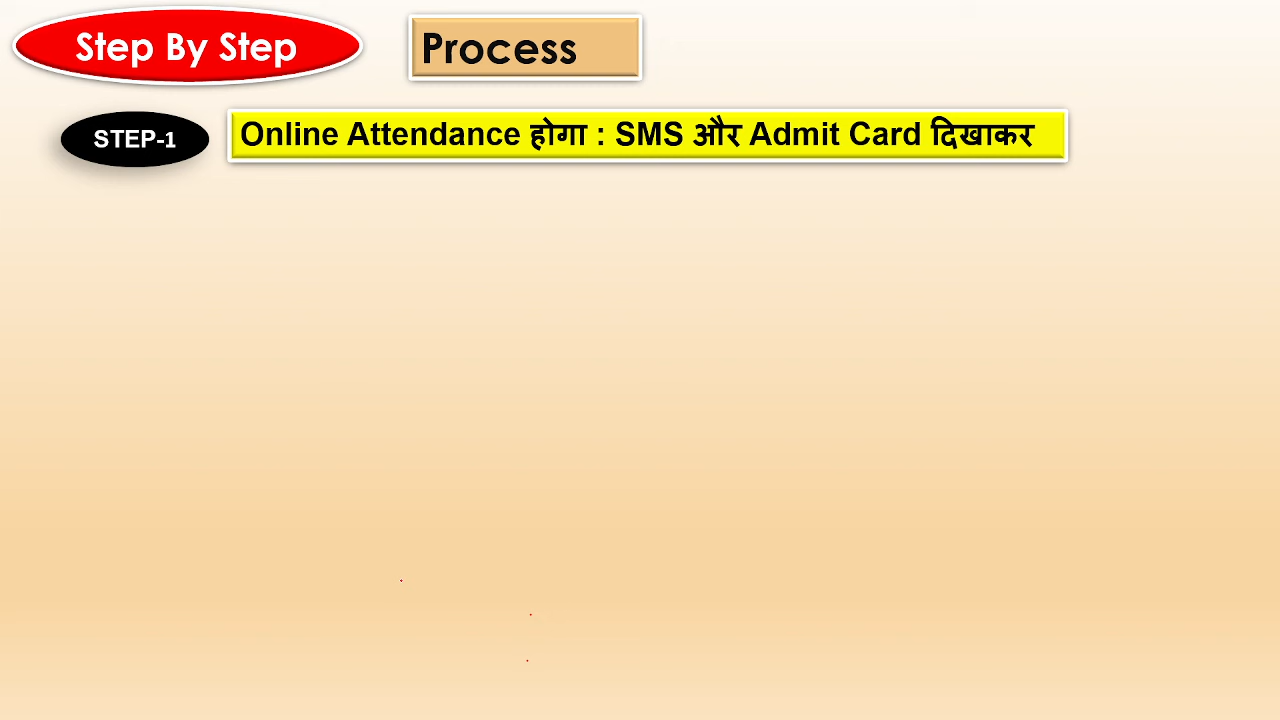 Step By Step
Process
STEP-1
Online Attendance होगा : SMS और Admit Card दिखाकर